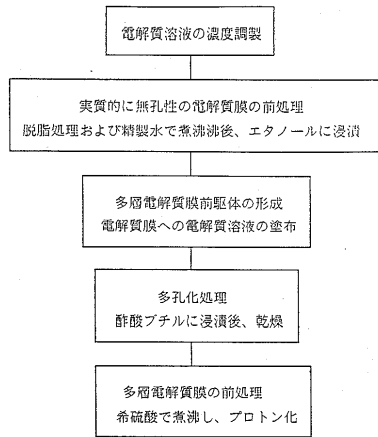 電解質溶液の濃度調製
実質的に無孔性の電解質膜の前処理
脱脂処理および精製水で煮沸沸後、エタノールに浸漬
多層電解質膜前駆体の形成
電解質膜への電解質溶液の塗布
多孔化処理
酢酸ブチルに浸漬後、乾燥
多層電解質膜の前処理
希硫酸で煮沸し、プロトン化